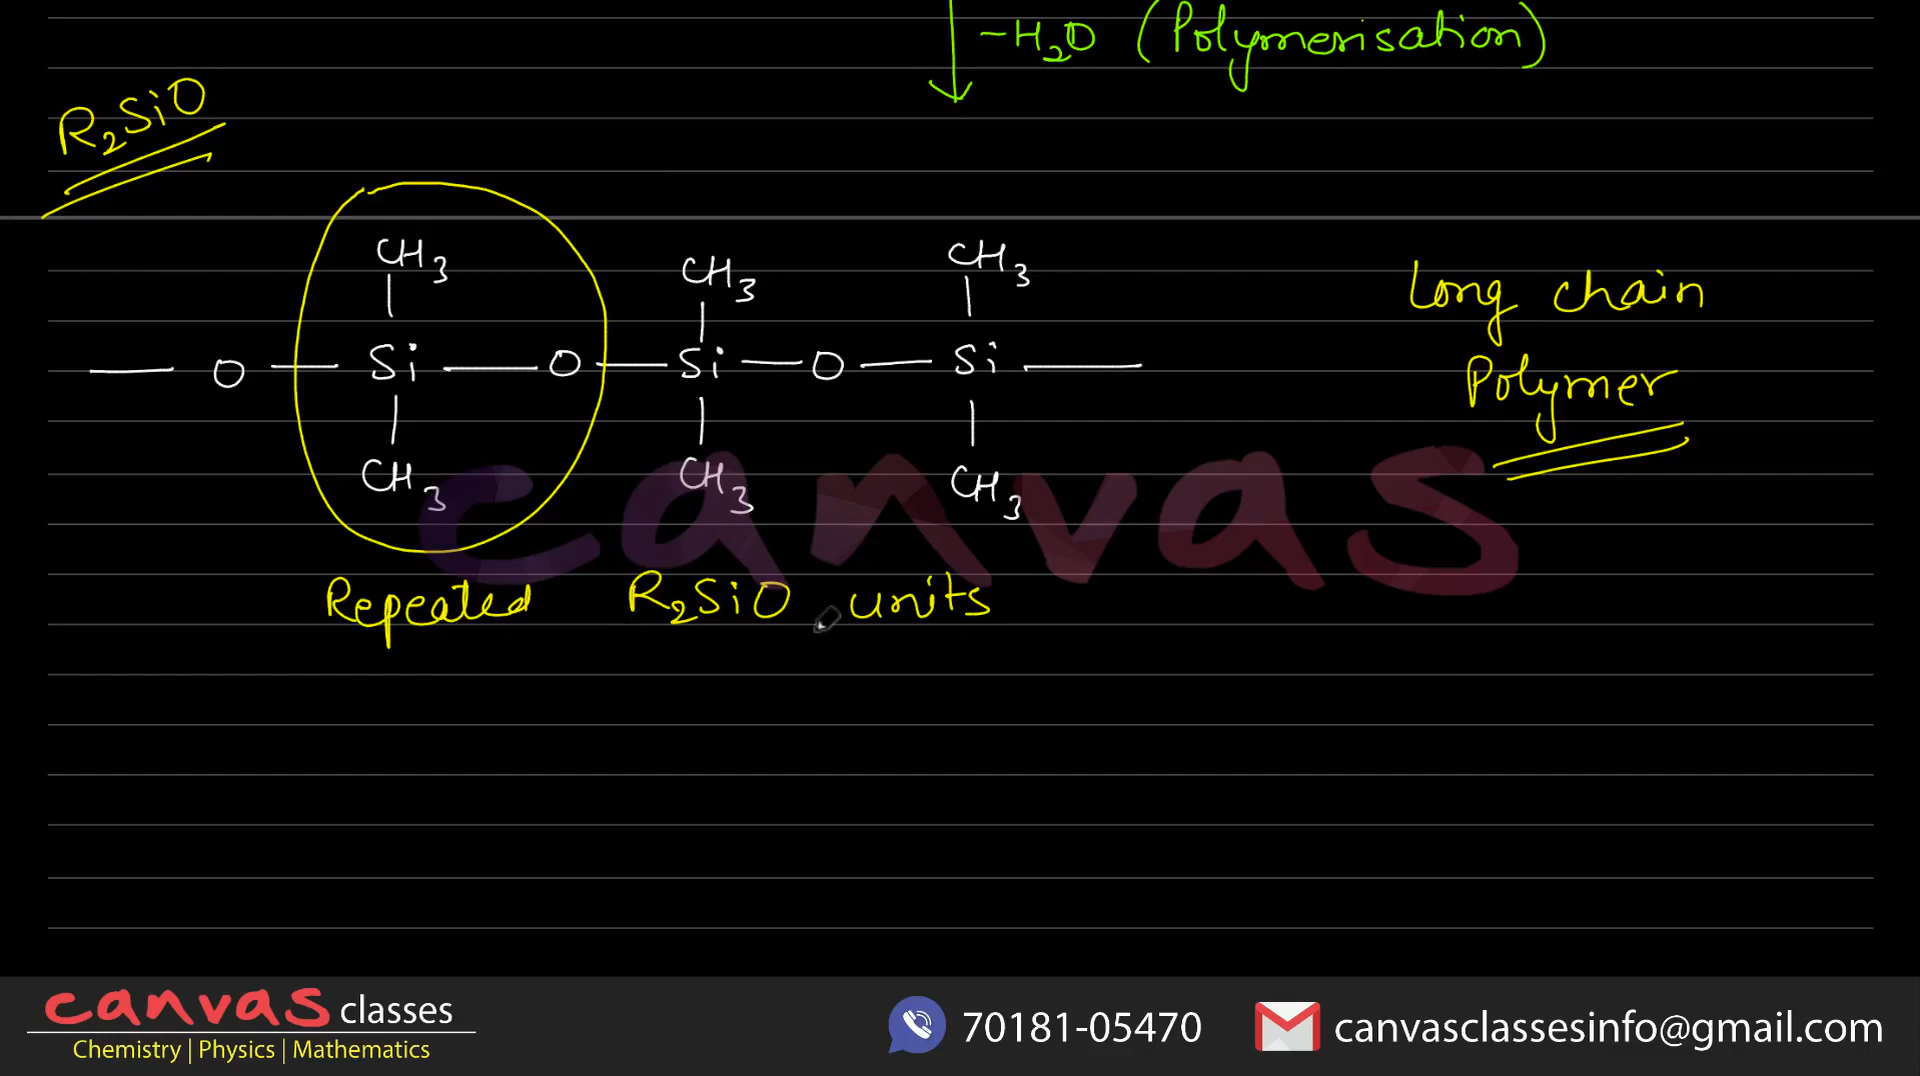 -H₂O (Polymerisation)
R₂SiO
CH₃ CH₃ CH₃
— O — Si — O — Si — O — Si —
CH₃ CH₃ CH₃
Long chain
Polymer
Repeated R₂SiO units
canvas
canvas classes
Chemistry | Physics | Mathematics
70181-05470
canvasclassesinfo@gmail.com